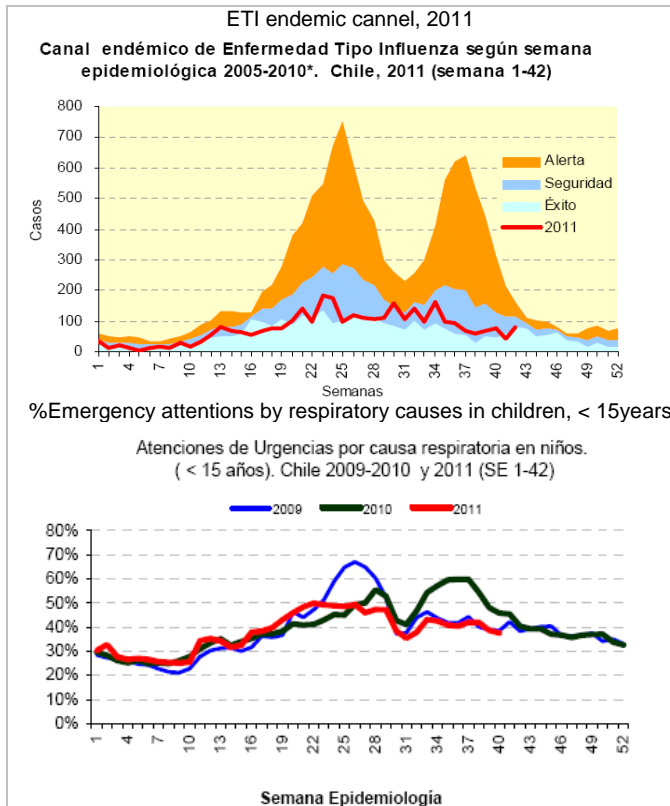 ETI endemic cannel, 2011
Canal endémico de Enfermedad Tipo Influenza según semana
epidemiológica 2005-2010*. Chile, 2011 (semana 1-42)
800
700
600
500
400
300
200
100
0
Casos
Alerta
Seguridad
Éxito
2011
1 4 7 10 13 16 19 22 25 28 31 34 37 40 43 46 49 52
Semanas
%Emergency attentions by respiratory causes in children, < 15years
Atenciones de Urgencias por causa respiratoria en niños.
( < 15 años). Chile 2009-2010 y 2011 (SE 1-42)
2009 2010 2011
80%
70%
60%
50%
40%
30%
20%
10%
0%
1 4 7 10 13 16 19 22 25 28 31 34 37 40 43 46 49 52
Semana Epidemiología